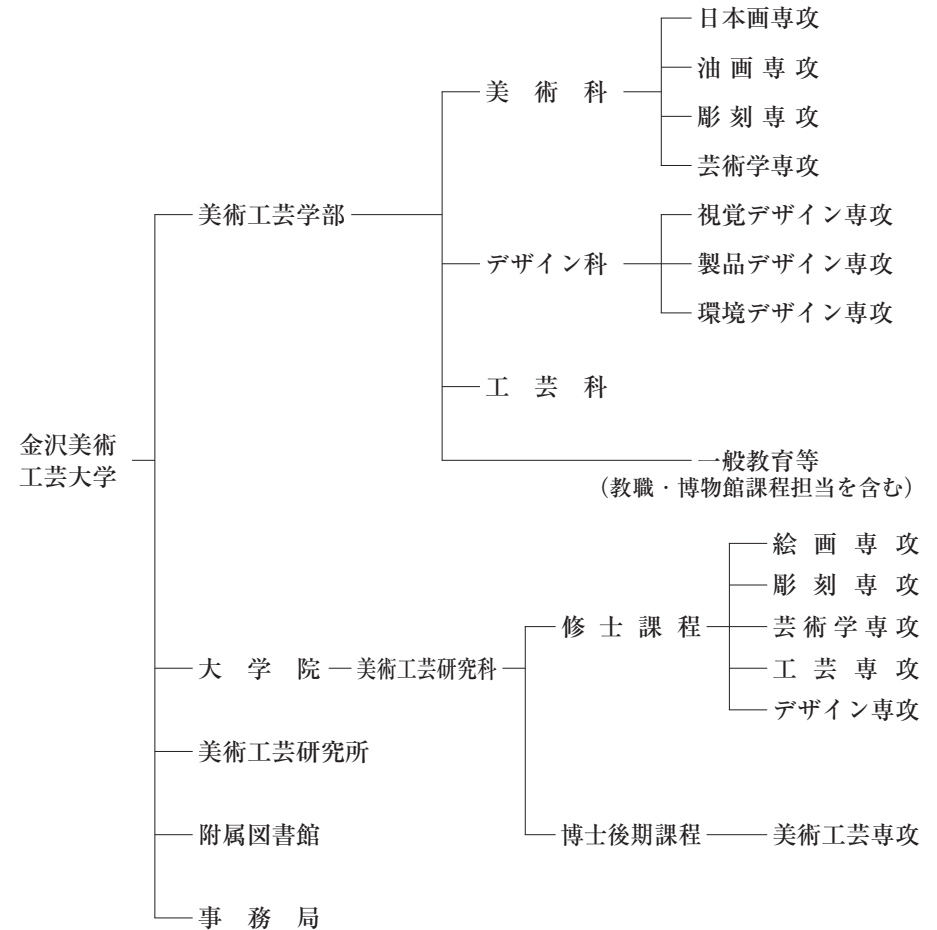 金沢美術
工芸大学
美術工芸学部
美術科
日本画専攻
油画専攻
彫刻専攻
芸術学専攻
デザイン科
視覚デザイン専攻
製品デザイン専攻
環境デザイン専攻
工芸科
一般教育等
（教職・博物館課程担当を含む）
大学院
美術工芸研究科
修士課程
絵画専攻
彫刻専攻
芸術学専攻
工芸専攻
デザイン専攻
博士後期課程
美術工芸専攻
美術工芸研究所
附属図書館
事務局